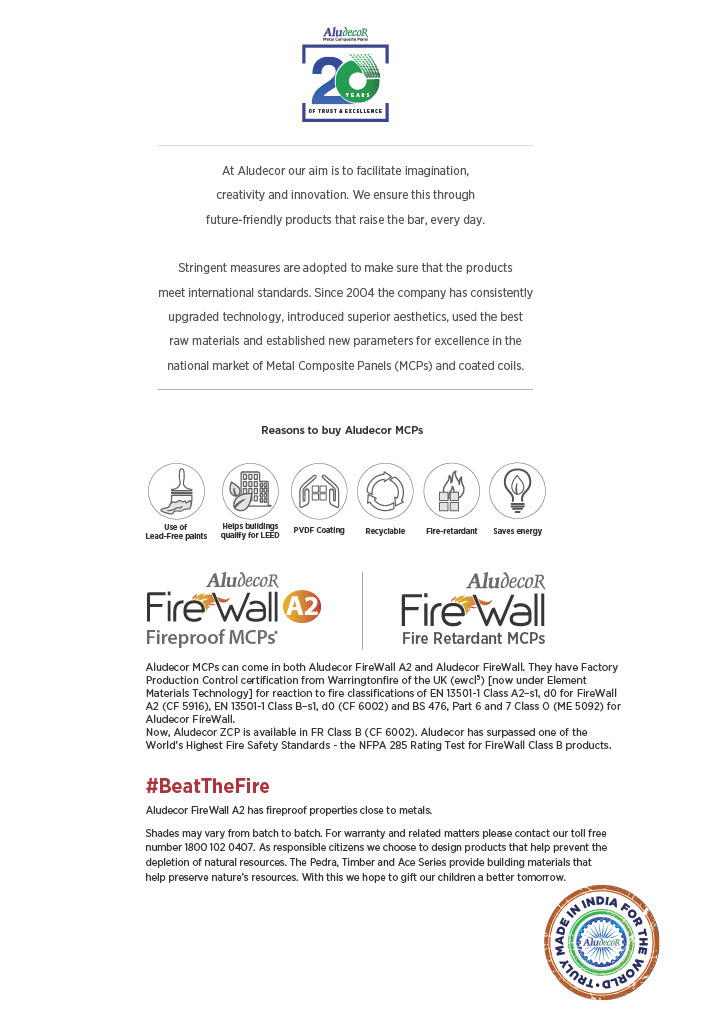 AludecoR
Metal Composite Panel
20
YEARS
OF TRUST & EXCELLENCE
At Aludecor our aim is to facilitate imagination,
creativity and innovation. We ensure this through
future-friendly products that raise the bar, every day.
Stringent measures are adopted to make sure that the products
meet international standards. Since 2004 the company has consistently
upgraded technology, introduced superior aesthetics, used the best
raw materials and established new parameters for excellence in the
national market of Metal Composite Panels (MCPs) and coated coils.
Reasons to buy Aludecor MCPs
Use of
Lead-Free paints
Helps buildings
qualify for LEED
PVDF Coating
Recyclable
Fire-retardant
Saves energy
AludecoR
FireWall A2
Fireproof MCPs*
AludecoR
FireWall
Fire Retardant MCPs
Aludecor MCPs can come in both Aludecor FireWall A2 and Aludecor FireWall. They have Factory
Production Control certification from Warringtonfire of the UK (ewcl⁵) [now under Element
Materials Technology] for reaction to fire classifications of EN 13501-1 Class A2–s1, d0 for FireWall
A2 (CF 5916), EN 13501-1 Class B–s1, d0 (CF 6002) and BS 476, Part 6 and 7 Class O (ME 5092) for
Aludecor FireWall.
Now, Aludecor ZCP is available in FR Class B (CF 6002). Aludecor has surpassed one of the
World's Highest Fire Safety Standards - the NFPA 285 Rating Test for FireWall Class B products.
#BeatTheFire
Aludecor FireWall A2 has fireproof properties close to metals.
Shades may vary from batch to batch. For warranty and related matters please contact our toll free
number 1800 102 0407. As responsible citizens we choose to design products that help prevent the
depletion of natural resources. The Pedra, Timber and Ace Series provide building materials that
help preserve nature's resources. With this we hope to gift our children a better tomorrow.
TRULY MADE IN INDIA FOR THE WORLD •
AludecoR